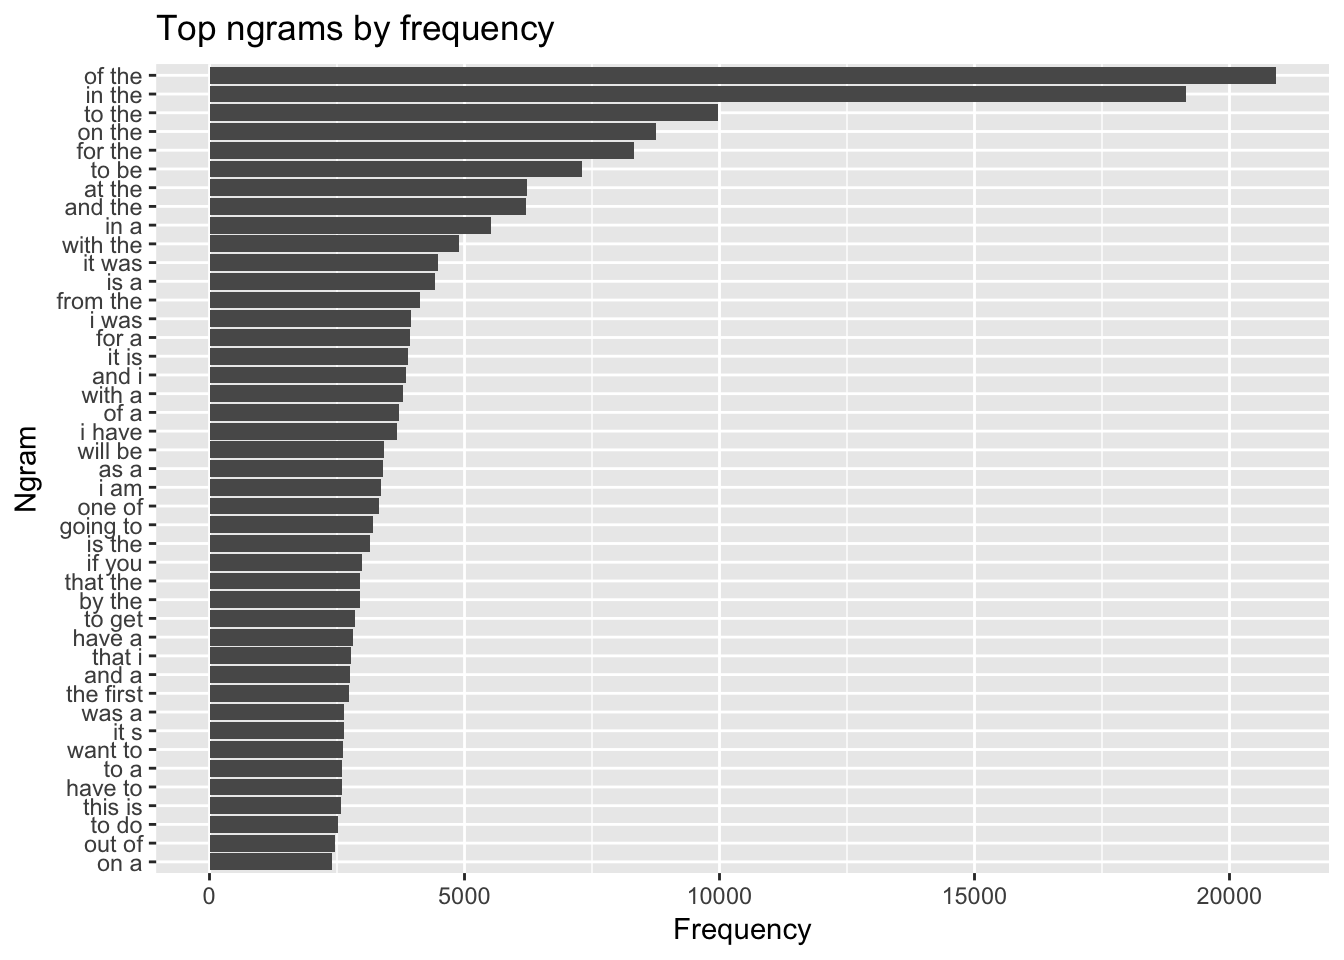 Top ngrams by frequency
of the
in the
to the
on the
for the
to be
at the
and the
in a
with the
it was
is a
from the
i was
for a
it is
and i
with a
of a
i have
will be
as a
i am
one of
going to
is the
if you
that the
by the
to get
have a
that i
and a
the first
was a
it s
want to
to a
have to
this is
to do
out of
on a
Ngram
0 5000 10000 15000 20000
Frequency